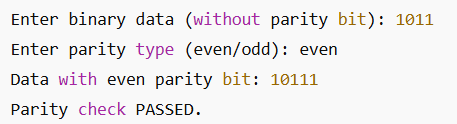 Enter binary data (without parity bit): 1011
Enter parity type (even/odd): even
Data with even parity bit: 10111
Parity check PASSED.